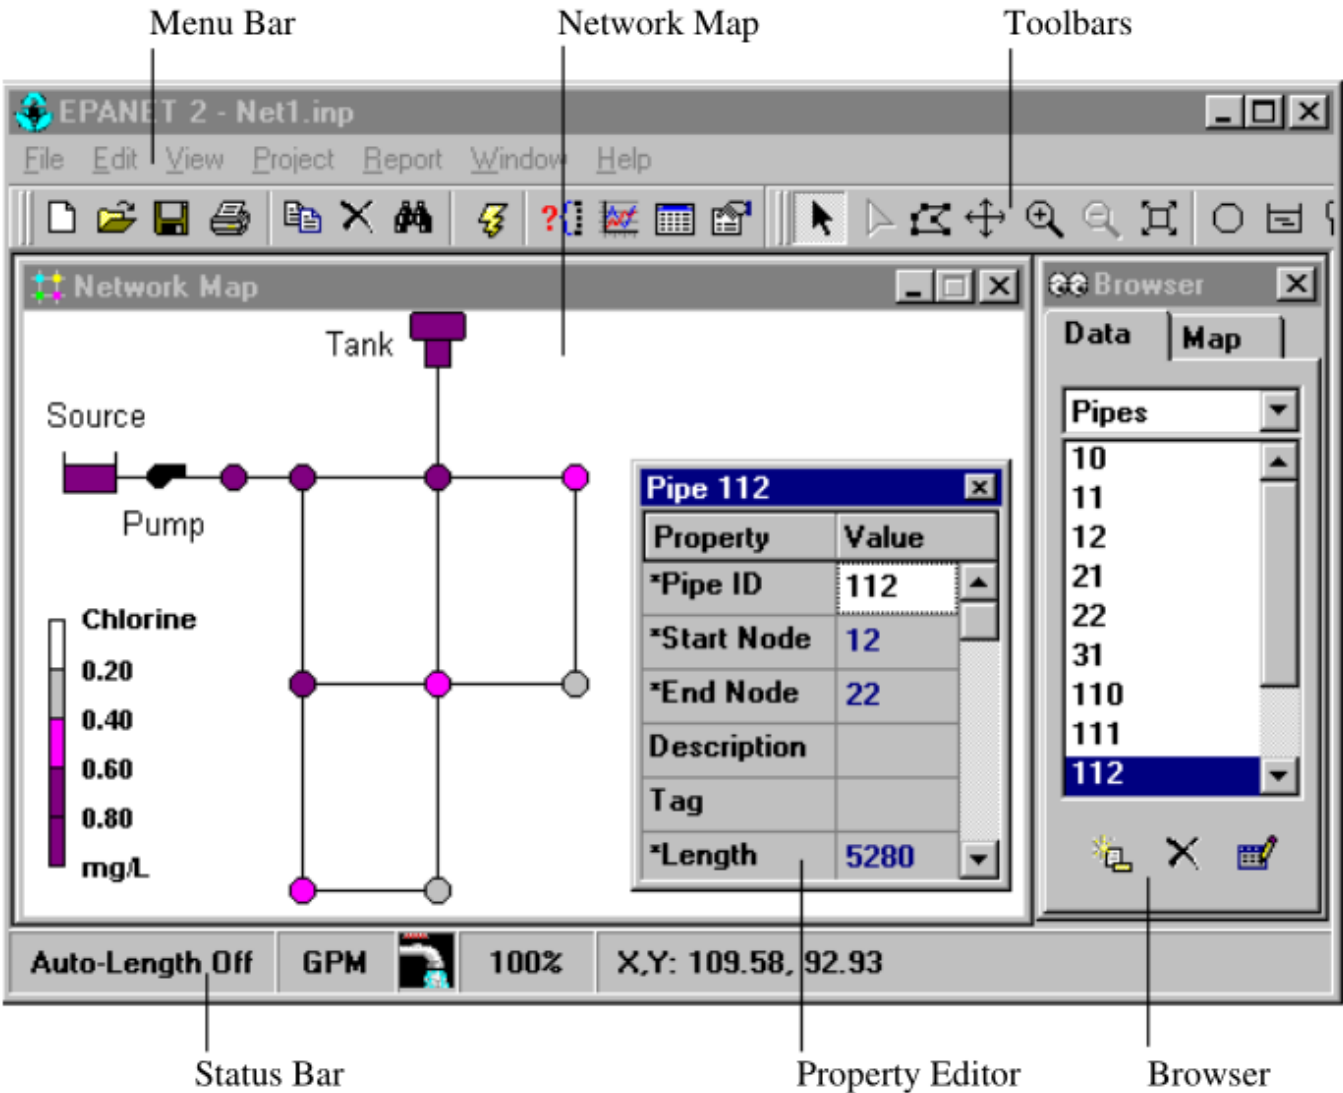 Menu Bar Network Map Toolbars
EPANET 2 - Net1.inp
File Edit View Project Report Window Help
Network Map
Browser
Data Map
Tank
Source
Pump
Pipes
10
11
12
21
22
31
110
111
112
Pipe 112
Property Value
*Pipe ID 112
*Start Node 12
*End Node 22
Description
Tag
*Length 5280
Chlorine
0.20
0.40
0.60
0.80
mg/L
Auto-Length Off GPM 100% X,Y: 109.58, 92.93
Status Bar Property Editor Browser